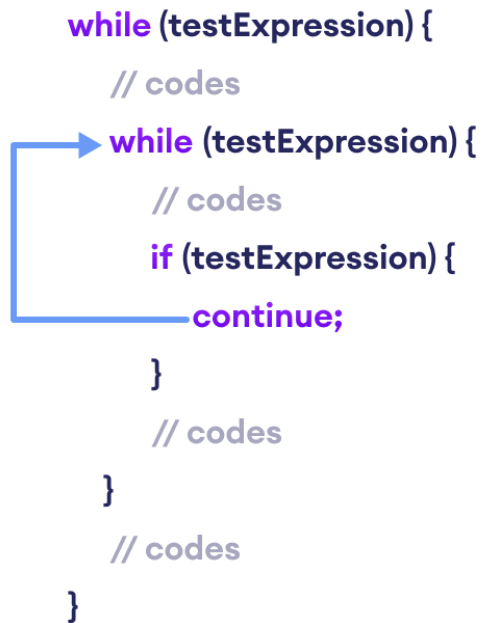 while (testExpression) {
// codes
while (testExpression) {
// codes
if (testExpression) {
continue;
}
// codes
}
// codes
}